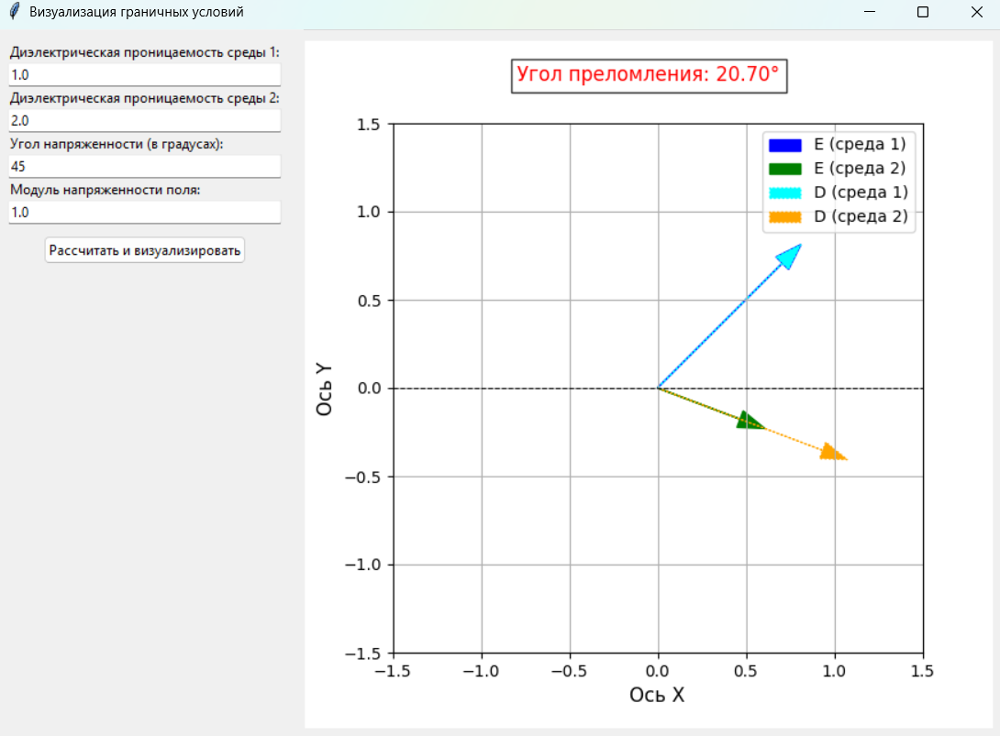 Визуализация граничных условий
Диэлектрическая проницаемость среды 1:
1.0
Диэлектрическая проницаемость среды 2:
2.0
Угол напряженности (в градусах):
45
Модуль напряженности поля:
1.0
Рассчитать и визуализировать
Угол преломления: 20.70°
E (среда 1)
E (среда 2)
D (среда 1)
D (среда 2)
1.5
1.0
0.5
0.0
−0.5
−1.0
−1.5
Ось Y
−1.5 −1.0 −0.5 0.0 0.5 1.0 1.5
Ось X